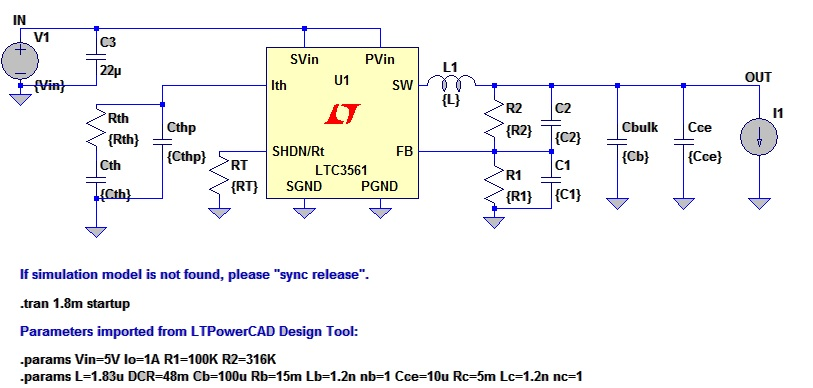 IN
V1
C3
22µ
{Vin}
SVin
PVin
Ith
U1
SW
L1
{L}
OUT
I1
Rth
{Rth}
Cthp
{Cthp}
Cth
{Cth}
SHDN/Rt
FB
RT
{RT}
LTC3561
SGND
PGND
R2
{R2}
C2
{C2}
R1
{R1}
C1
{C1}
Cbulk
{Cb}
Cce
{Cce}
If simulation model is not found, please "sync release".
.tran 1.8m startup
Parameters imported from LTPowerCAD Design Tool:
.params Vin=5V Io=1A R1=100K R2=316K
.params L=1.83u DCR=48m Cb=100u Rb=15m Lb=1.2n nb=1 Cce=10u Rc=5m Lc=1.2n nc=1